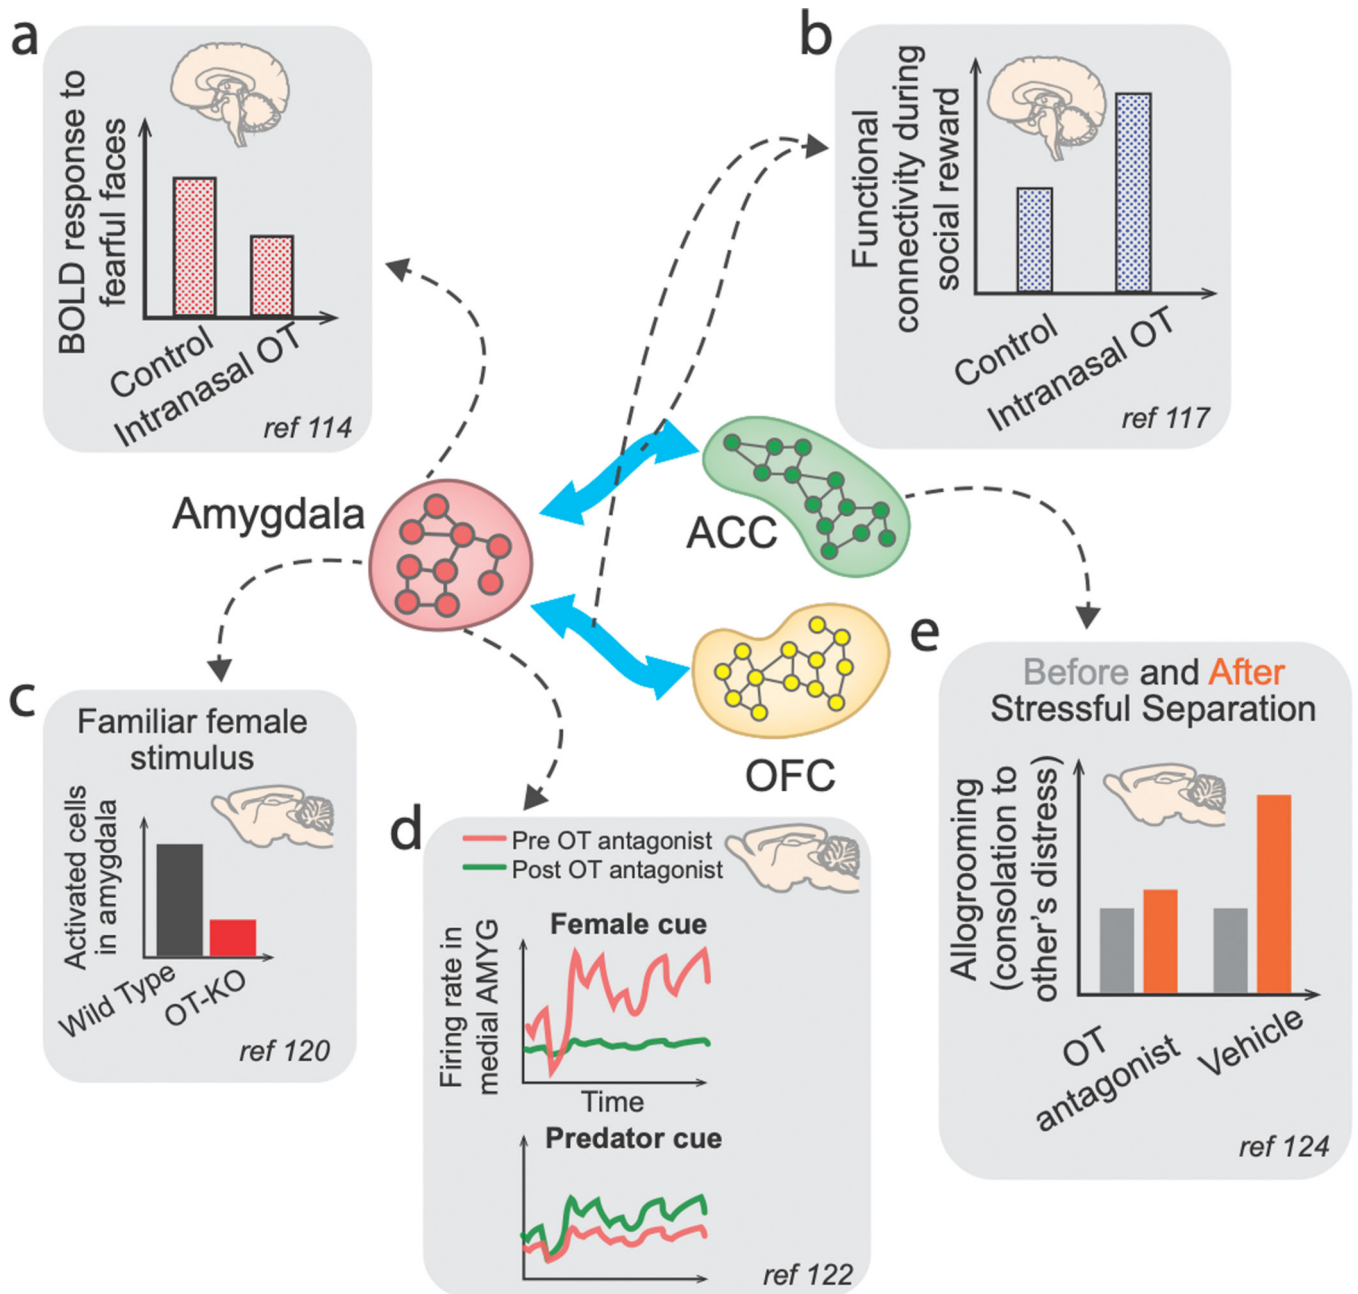 a
BOLD response to
fearful faces
Control
Intranasal OT
ref 114
b
Functional
connectivity during
social reward
Control
Intranasal OT
ref 117
Amygdala
ACC
OFC
c
Familiar female
stimulus
Activated cells
in amygdala
Wild Type
OT-KO
ref 120
d
Pre OT antagonist
Post OT antagonist
Firing rate in
medial AMYG
Female cue
Time
Predator cue
ref 122
e
Before and After
Stressful Separation
Allogrooming
(consolation to
other's distress)
OT
antagonist
Vehicle
ref 124